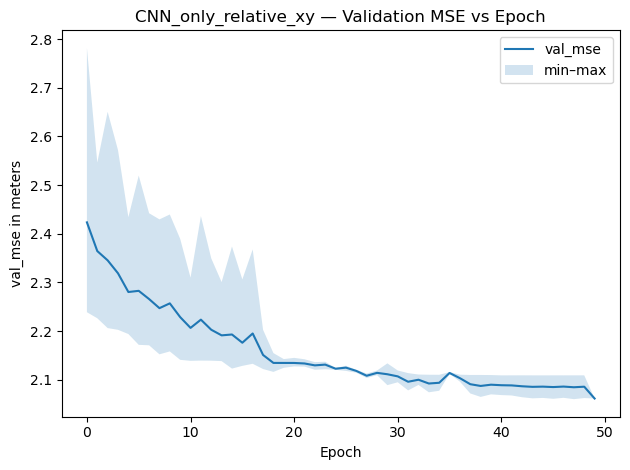 CNN_only_relative_xy — Validation MSE vs Epoch
val_mse
min–max
val_mse in meters
2.8
2.7
2.6
2.5
2.4
2.3
2.2
2.1
0 10 20 30 40 50
Epoch